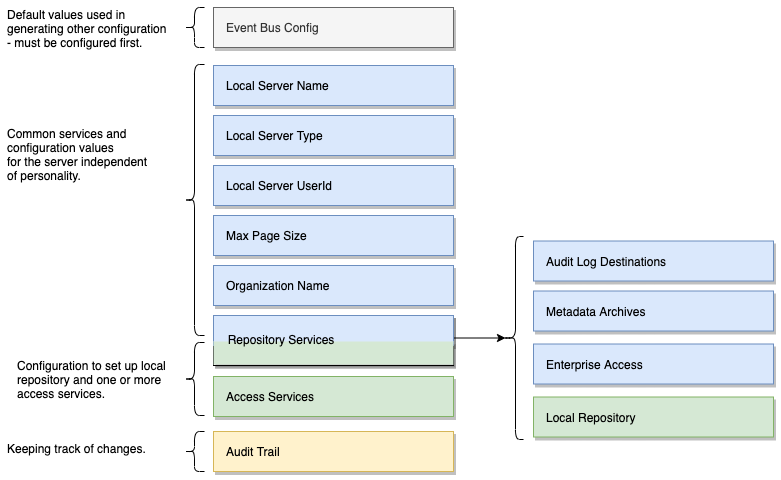 Default values used in
generating other configuration
- must be configured first.
Event Bus Config
Common services and
configuration values
for the server independent
of personality.
Local Server Name
Local Server Type
Local Server UserId
Max Page Size
Organization Name
Repository Services
Audit Log Destinations
Metadata Archives
Enterprise Access
Local Repository
Configuration to set up local
repository and one or more
access services.
Access Services
Keeping track of changes.
Audit Trail